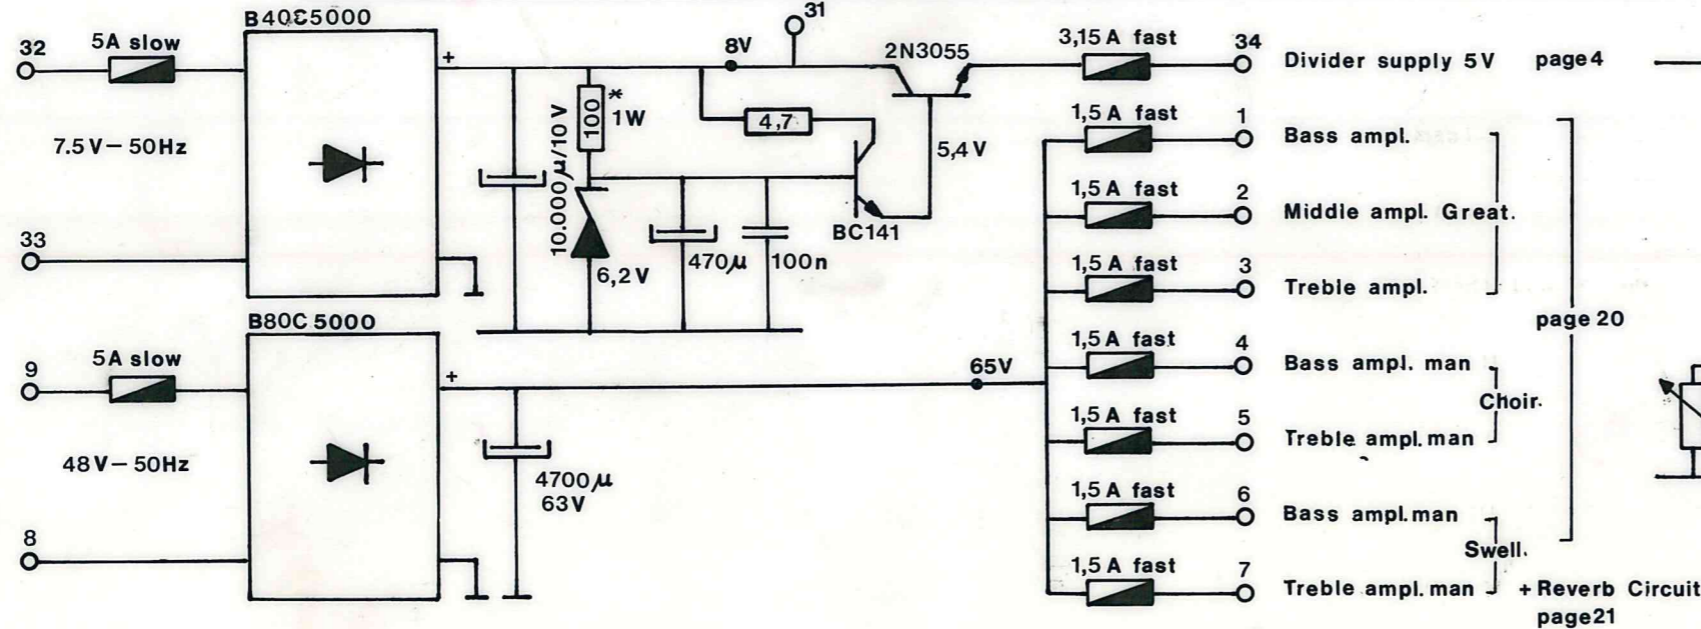 B40C5000
32
5A slow
7.5V – 50Hz
33
+
8V
31
2N3055
3,15 A fast
34
Divider supply 5V
page4
10.000µ/10 V
100
*
1W
4,7
5,4 V
BC141
6,2V
470µ
100n
1,5 A fast
1
Bass ampl.
1,5 A fast
2
Middle ampl. Great.
1,5 A fast
3
Treble ampl.
page 20
B80C 5000
9
5A slow
48V – 50Hz
8
+
65V
4700µ
63V
1,5 A fast
4
Bass ampl. man
Choir.
1,5 A fast
5
Treble ampl. man
1,5 A fast
6
Bass ampl. man
Swell.
1,5 A fast
7
Treble ampl. man
+ Reverb Circuit
page21